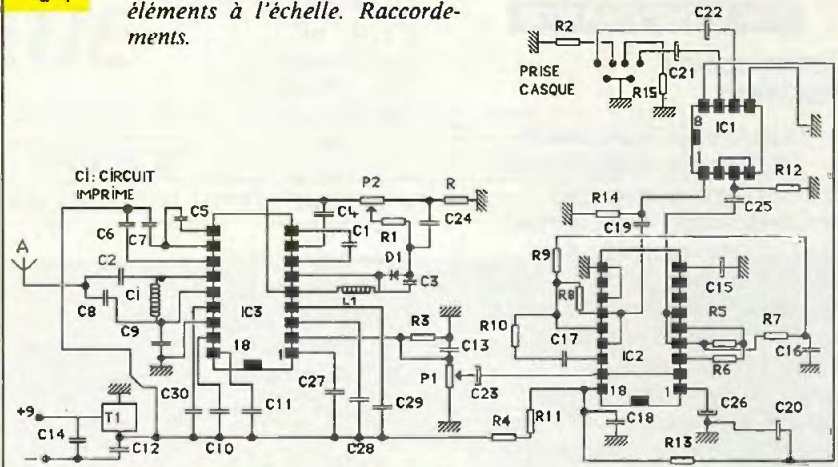 éléments à l'échelle. Raccorde-
ments.
C22
R2
C21
PRISE
CASQUE
R15
8
IC1
1
R12
R14
C25
C19
Ci : CİRCUIT
IMPRIME
P2
R
C6
C7
C5
C4
C1
C24
R1
A
D1
C2
C3
R9
C15
R8
Ci
C8
L1
R5
C9
IC3
R10
R7
R3
C17
IC2
C16
18
C13
R6
1
P1
C27
+9
T1
C30
C11
C29
C23
18
1
C14
R11
C18
C26
C20
R4
C12
C10
C28
R13